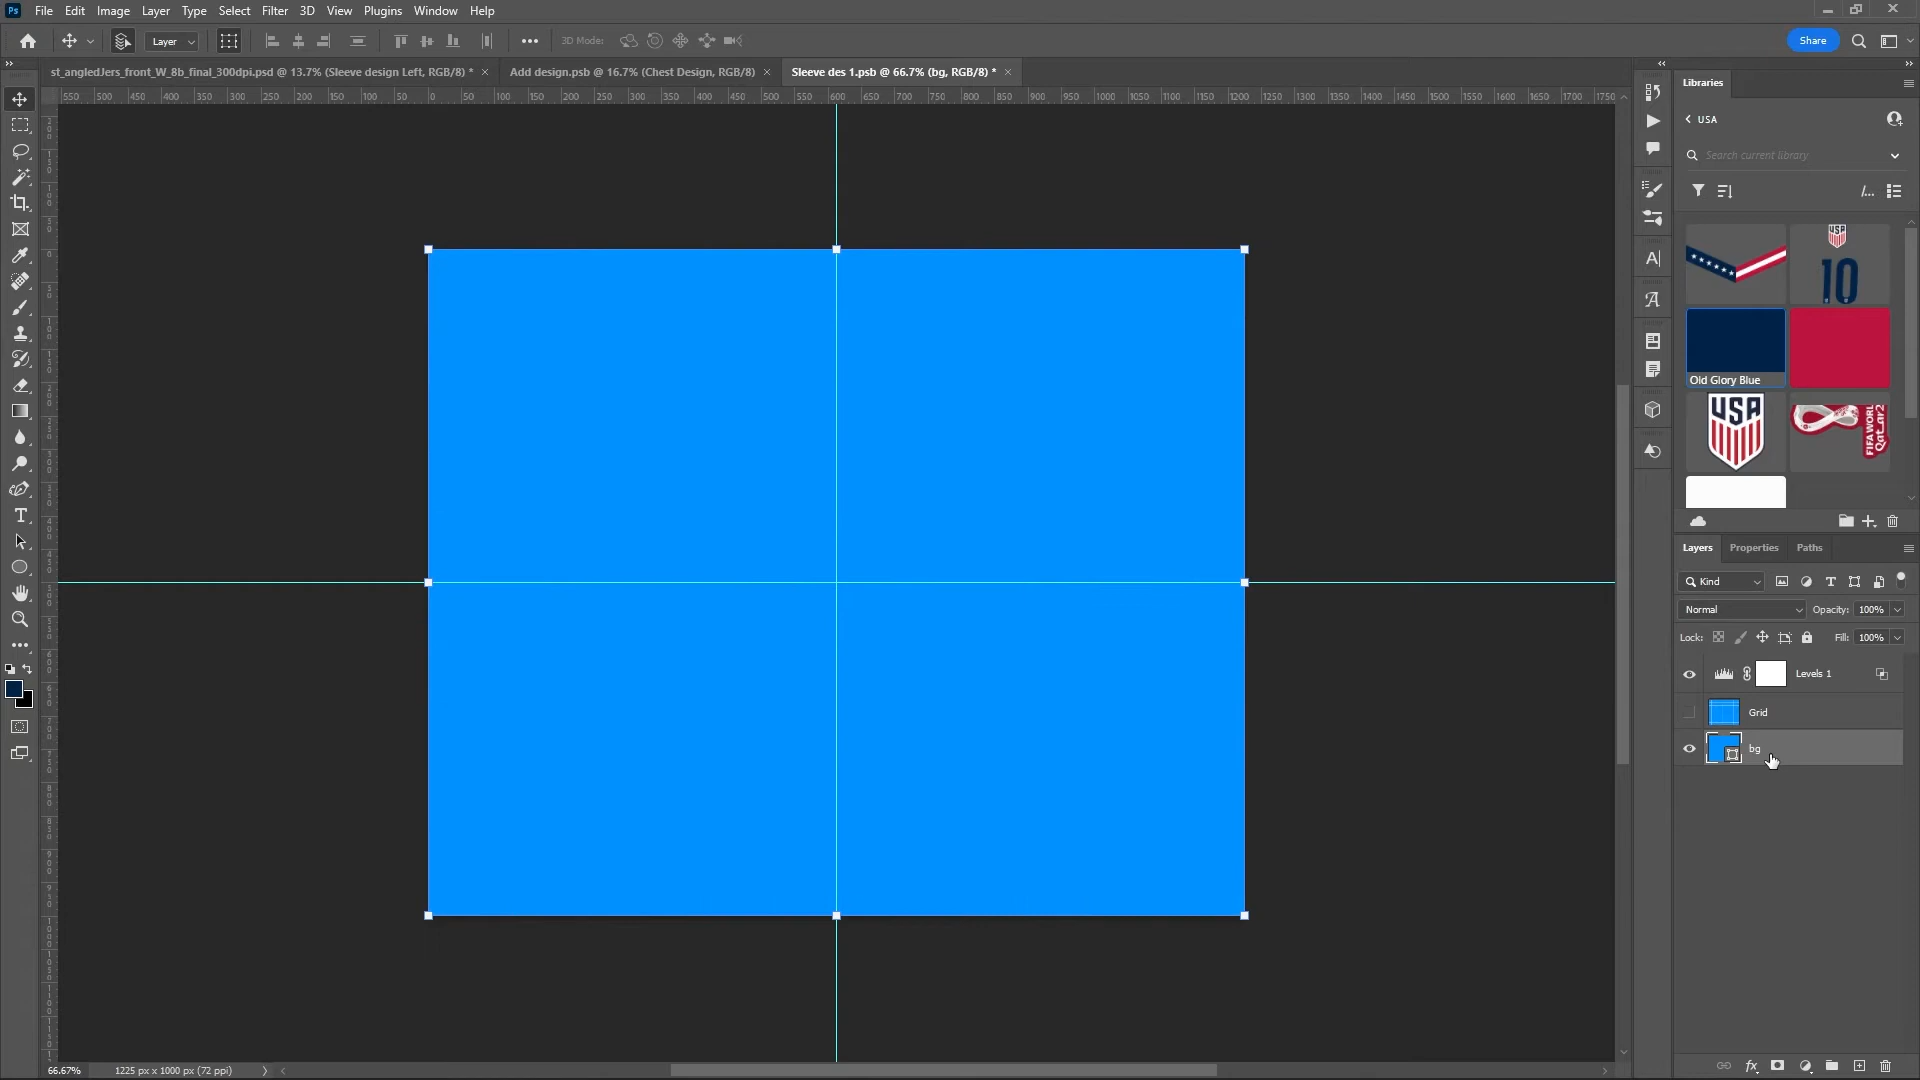 Ps File Edit Image Layer Type Select Filter 3D View Plugins Window Help
Layer 3D Mode: Share
st_angledJers_front_W_8b_final_300dpi.psd @ 13.7% (Sleeve design Left, RGB/8) * × Add design.psb @ 16.7% (Chest Design, RGB/8) × Sleeve des 1.psb @ 66.7% (bg, RGB/8) * ×
550 500 450 400 350 300 250 200 150 100 50 0 50 100 150 200 250 300 350 400 450 500 550 600 650 700 750 800 850 900 950 1000 1050 1100 1150 1200 1250 1300 1350 1400 1450 1500 1550 1600 1650 1700 1750
Libraries
USA
Search current library
10
Old Glory Blue
USA
FIFA WORL
Qatar2
Layers Properties Paths
Kind
Normal Opacity: 100%
Lock: Fill: 100%
Levels 1
Grid
bg
66.67% 1225 px x 1000 px (72 ppi)